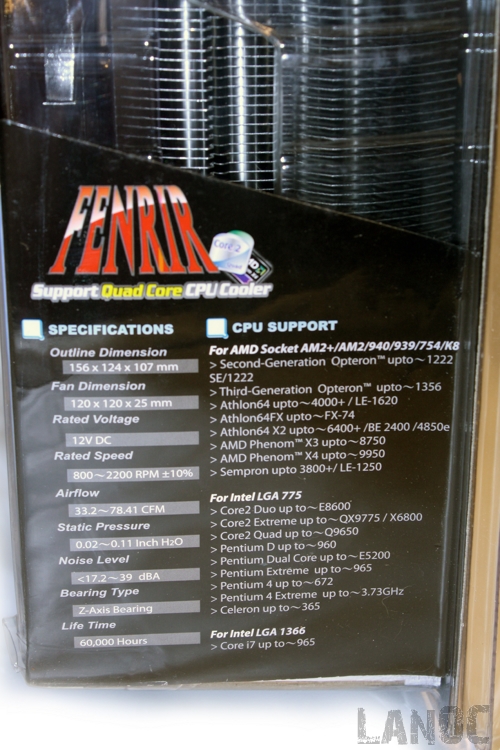 FENRIR
Core 2
Support Quad Core CPU Cooler
SPECIFICATIONS
Outline Dimension
156 x 124 x 107 mm
Fan Dimension
120 x 120 x 25 mm
Rated Voltage
12V DC
Rated Speed
800~2200 RPM ±10%
Airflow
33.2~78.41 CFM
Static Pressure
0.02~0.11 Inch H₂O
Noise Level
<17.2~39 dBA
Bearing Type
Z-Axis Bearing
Life Time
60,000 Hours
CPU SUPPORT
For AMD Socket AM2+/AM2/940/939/754/K8
> Second-Generation Opteron™ upto~1222
SE/1222
> Third-Generation Opteron™ upto~1356
> Athlon64 upto~4000+ / LE-1620
> Athlon64FX upto~FX-74
> Athlon64 X2 upto~6400+ /BE 2400 /4850e
> AMD Phenom™ X3 upto~8750
> AMD Phenom™ X4 upto~9950
> Sempron upto 3800+/ LE-1250
For Intel LGA 775
> Core2 Duo up to~E8600
> Core2 Extreme up to~QX9775 / X6800
> Core2 Quad up to~Q9650
> Pentium D up to~960
> Pentium Dual Core up to~E5200
> Pentium Extreme up to~965
> Pentium 4 up to~672
> Pentium 4 Extreme up to~3.73GHz
> Celeron up to~365
For Intel LGA 1366
> Core i7 up to~965
LANOC